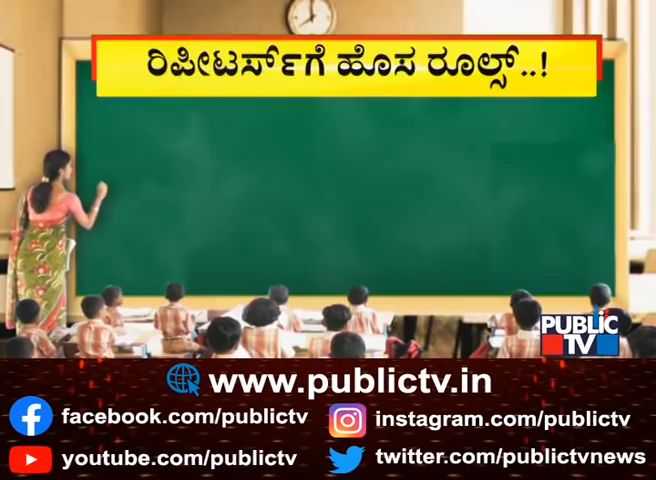 ರಿಪೀಟರ್ಸ್‌ಗೆ ಹೊಸ ರೂಲ್ಸ್..!
PUBLIC
TV
www.publictv.in
facebook.com/publictv
instagram.com/publictv
youtube.com/publictv
twitter.com/publictvnews